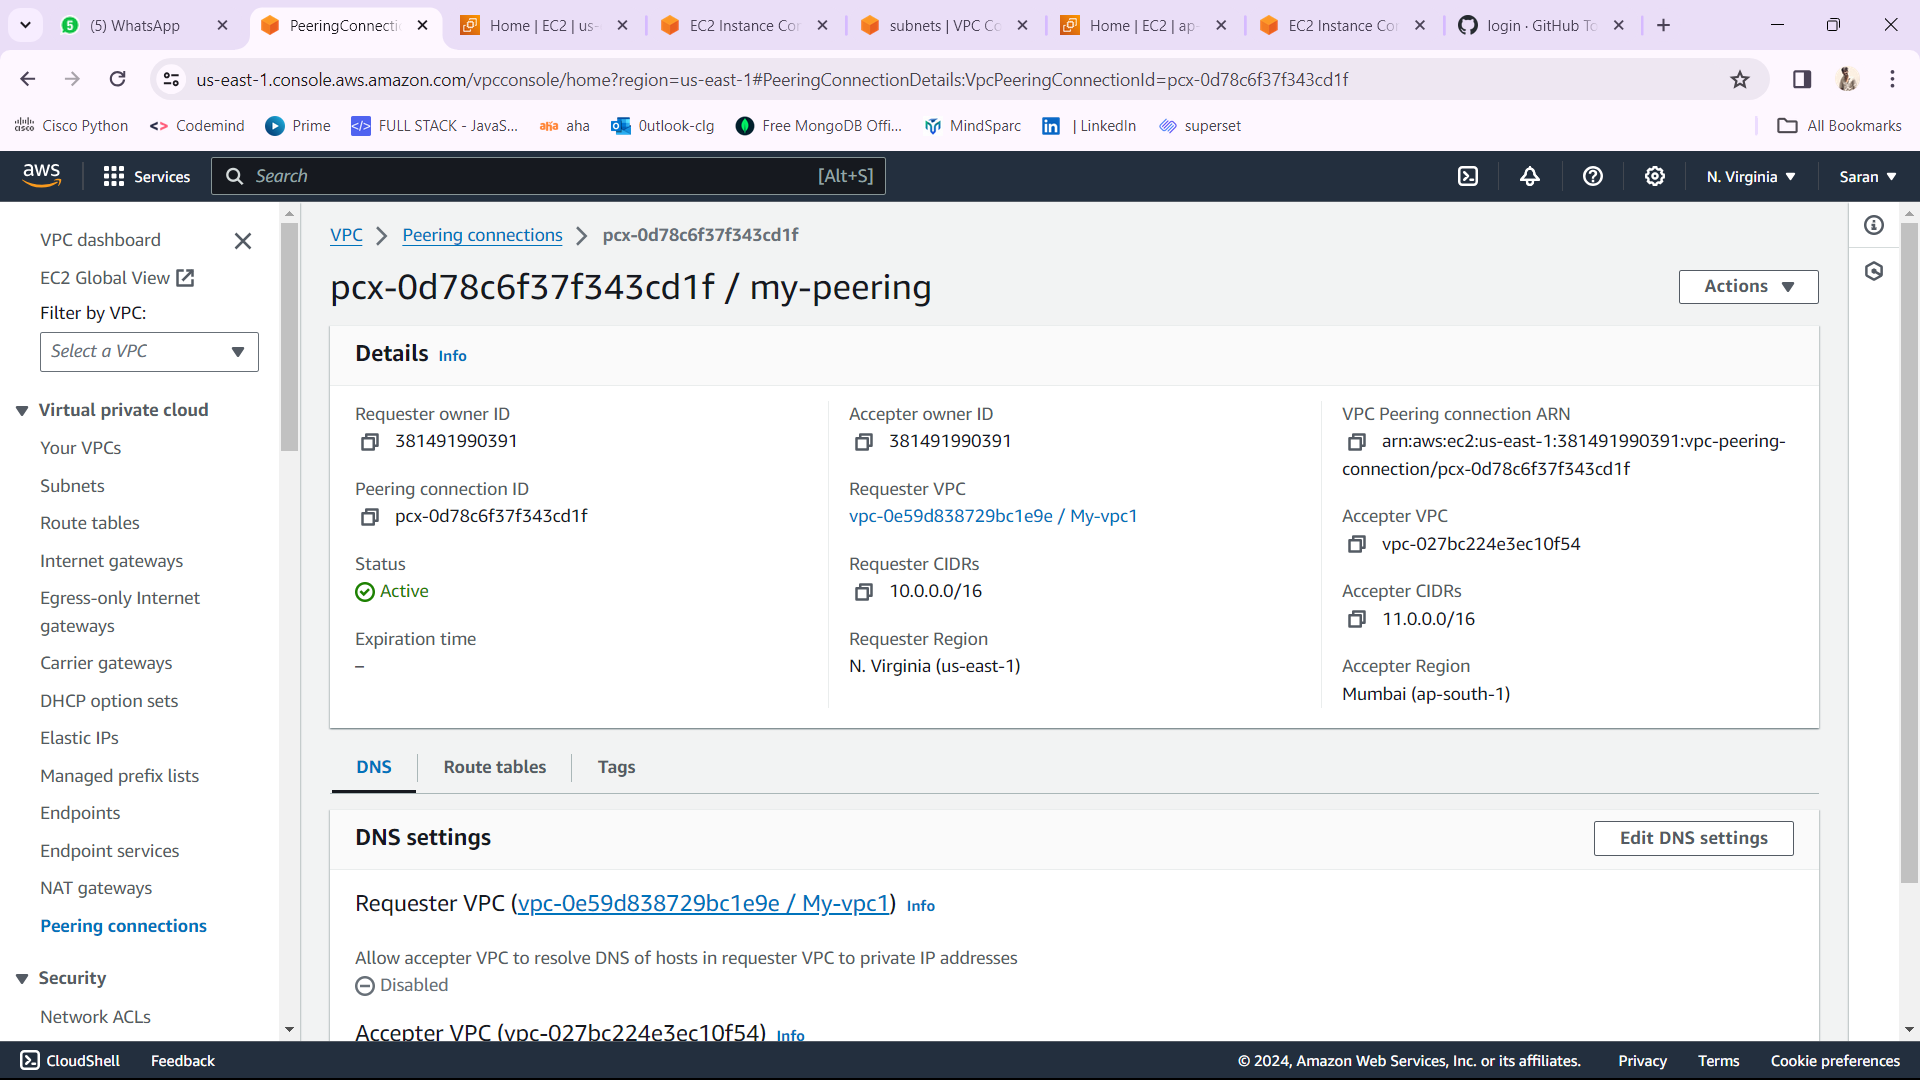 (5) WhatsApp
PeeringConnecti
Home | EC2 | us-
EC2 Instance Cor
subnets | VPC Co
Home | EC2 | ap-
EC2 Instance Cor
login · GitHub To
us-east-1.console.aws.amazon.com/vpcconsole/home?region=us-east-1#PeeringConnectionDetails:VpcPeeringConnectionId=pcx-0d78c6f37f343cd1f
Cisco Python
Codemind
Prime
FULL STACK - JavaS...
aha
0utlook-clg
Free MongoDB Offi...
MindSparc
| LinkedIn
superset
All Bookmarks
aws
Services
Search
[Alt+S]
N. Virginia
Saran
VPC dashboard
EC2 Global View
Filter by VPC:
Select a VPC
Virtual private cloud
Your VPCs
Subnets
Route tables
Internet gateways
Egress-only Internet
gateways
Carrier gateways
DHCP option sets
Elastic IPs
Managed prefix lists
Endpoints
Endpoint services
NAT gateways
Peering connections
Security
Network ACLs
VPC
Peering connections
pcx-0d78c6f37f343cd1f
pcx-0d78c6f37f343cd1f / my-peering
Actions
Details Info
Requester owner ID
381491990391
Peering connection ID
pcx-0d78c6f37f343cd1f
Status
Active
Expiration time
–
Accepter owner ID
381491990391
Requester VPC
vpc-0e59d838729bc1e9e / My-vpc1
Requester CIDRs
10.0.0.0/16
Requester Region
N. Virginia (us-east-1)
VPC Peering connection ARN
arn:aws:ec2:us-east-1:381491990391:vpc-peering-
connection/pcx-0d78c6f37f343cd1f
Accepter VPC
vpc-027bc224e3ec10f54
Accepter CIDRs
11.0.0.0/16
Accepter Region
Mumbai (ap-south-1)
DNS
Route tables
Tags
DNS settings
Edit DNS settings
Requester VPC (vpc-0e59d838729bc1e9e / My-vpc1) Info
Allow accepter VPC to resolve DNS of hosts in requester VPC to private IP addresses
Disabled
Accepter VPC (vpc-027bc224e3ec10f54) Info
CloudShell
Feedback
© 2024, Amazon Web Services, Inc. or its affiliates.
Privacy
Terms
Cookie preferences